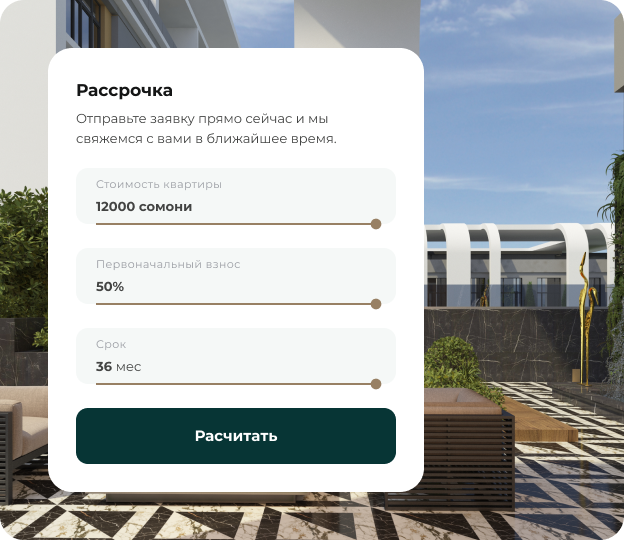 Рассрочка
Отправьте заявку прямо сейчас и мы
свяжемся с вами в ближайшее время.
Стоимость квартиры
12000 сомони
Первоначальный взнос
50%
Срок
36 мес
Расчитать